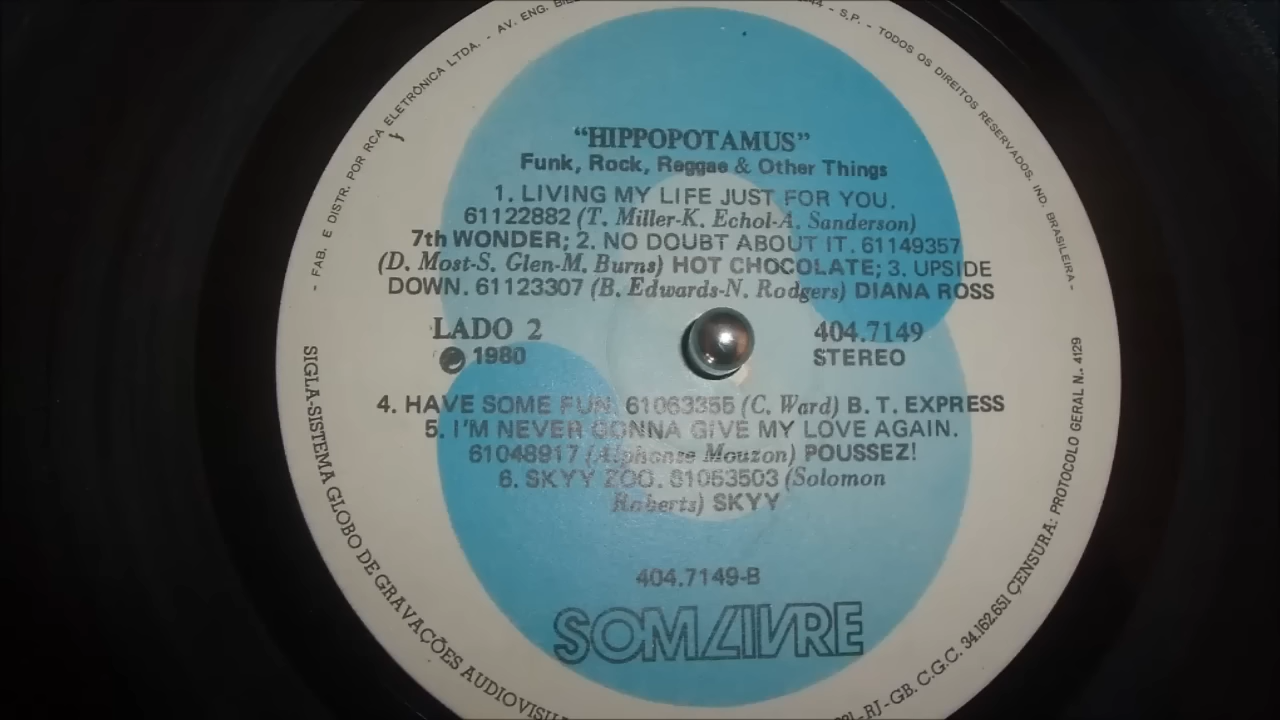 - FAB. E DISTR. POR RCA ELETRÔNICA LTDA. - AV. ENG.
- S.P. - TODOS OS DIREITOS RESERVADOS. IND. BRASILEIRA -
"HIPPOPOTAMUS"
Funk, Rock, Reggae & Other Things
1. LIVING MY LIFE JUST FOR YOU.
61122882 (T. Miller-K. Echol-A. Sanderson)
7th WONDER; 2. NO DOUBT ABOUT IT. 61149357
(D. Most-S. Glen-M. Burns) HOT CHOCOLATE; 3. UPSIDE
DOWN. 61123307 (B. Edwards-N. Rodgers) DIANA ROSS
LADO 2
℗ 1980
404.7149
STEREO
4. HAVE SOME FUN. 61063355 (C. Ward) B. T. EXPRESS
5. I'M NEVER GONNA GIVE MY LOVE AGAIN.
61048917 (Alphonse Mouzon) POUSSEZ!
6. SKYY ZOO. 61053503 (Solomon
Roberts) SKYY
404.7149-B
SOM LIVRE
SIGLA-SISTEMA GLOBO DE GRAVAÇÕES
RJ-GB. C.G.C. 34.162.651 CENSURA: PROTOCOLO GERAL N.. 4129